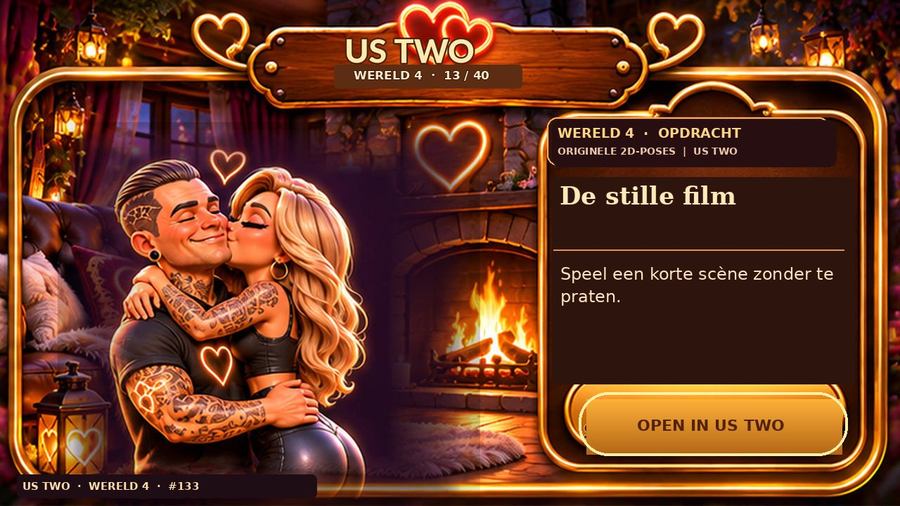 US TWO
WERELD 4 · 13 / 40
WERELD 4 · OPDRACHT
ORIGINELE 2D-POSES | US TWO
De stille film
Speel een korte scène zonder te
praten.
OPEN IN US TWO
US TWO · WERELD 4 · #133